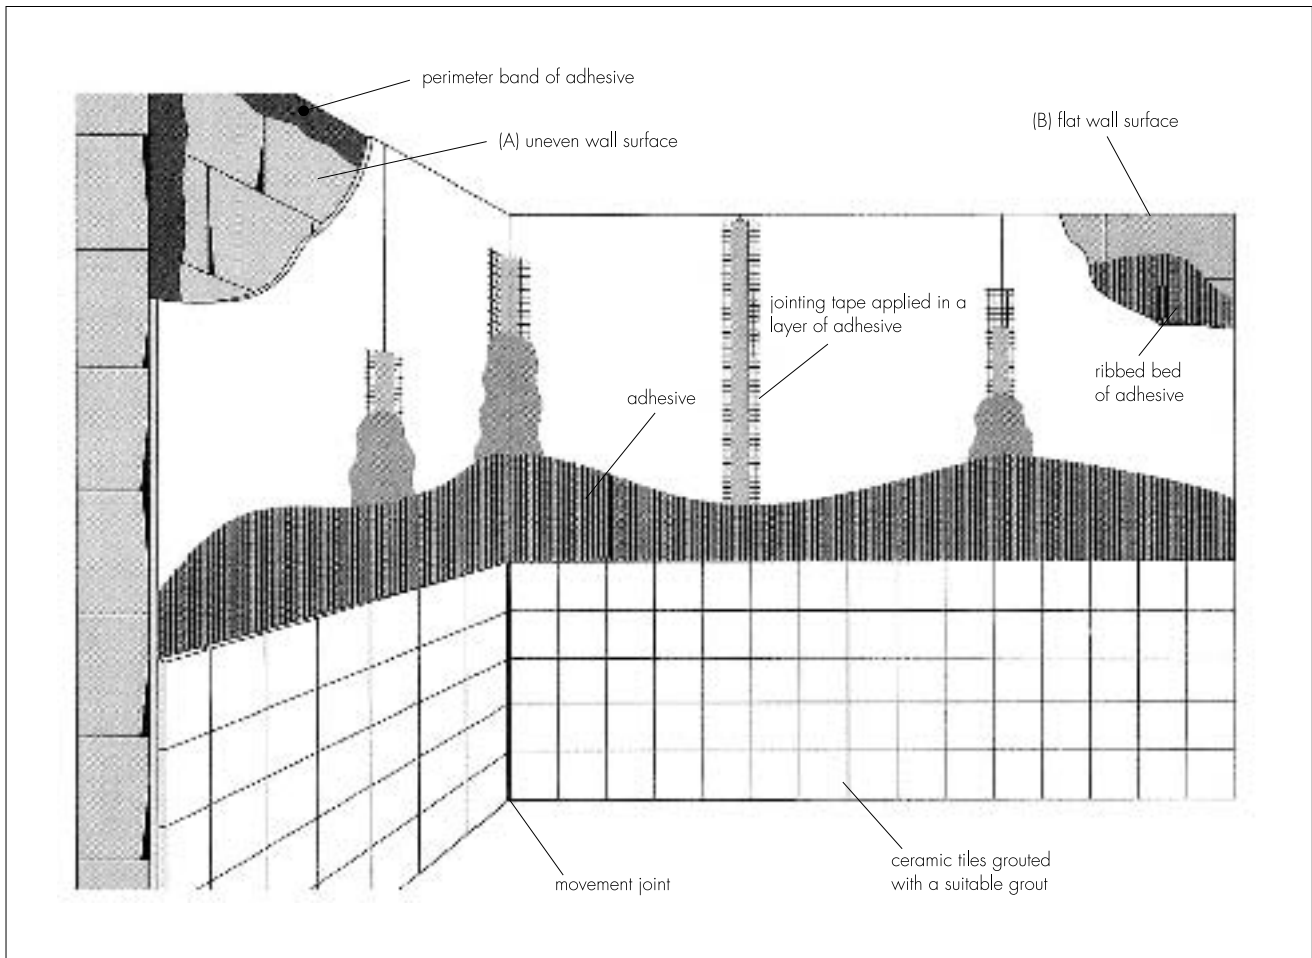 perimeter band of adhesive
(A) uneven wall surface
(B) flat wall surface
jointing tape applied in a
layer of adhesive
ribbed bed
of adhesive
adhesive
movement joint
ceramic tiles grouted
with a suitable grout